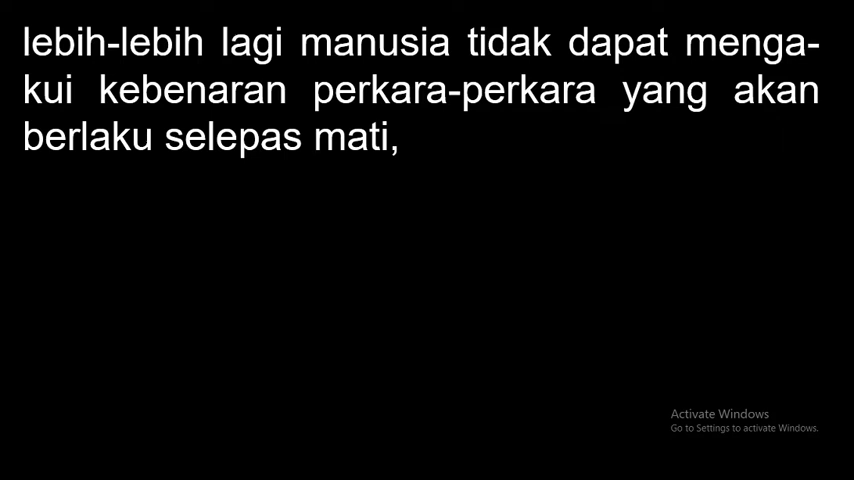 lebih-lebih lagi manusia tidak dapat menga-
kui kebenaran perkara-perkara yang akan
berlaku selepas mati,
Activate Windows
Go to Settings to activate Windows.